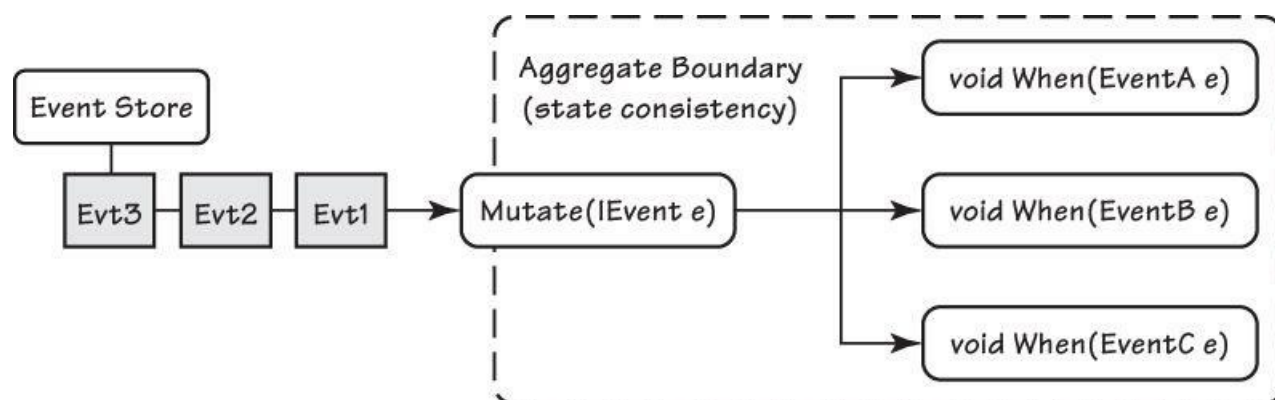 Aggregate Boundary
(state consistency)
Event Store
Evt3
Evt2
Evt1
Mutate(IEvent e)
void When(EventA e)
void When(EventB e)
void When(EventC e)